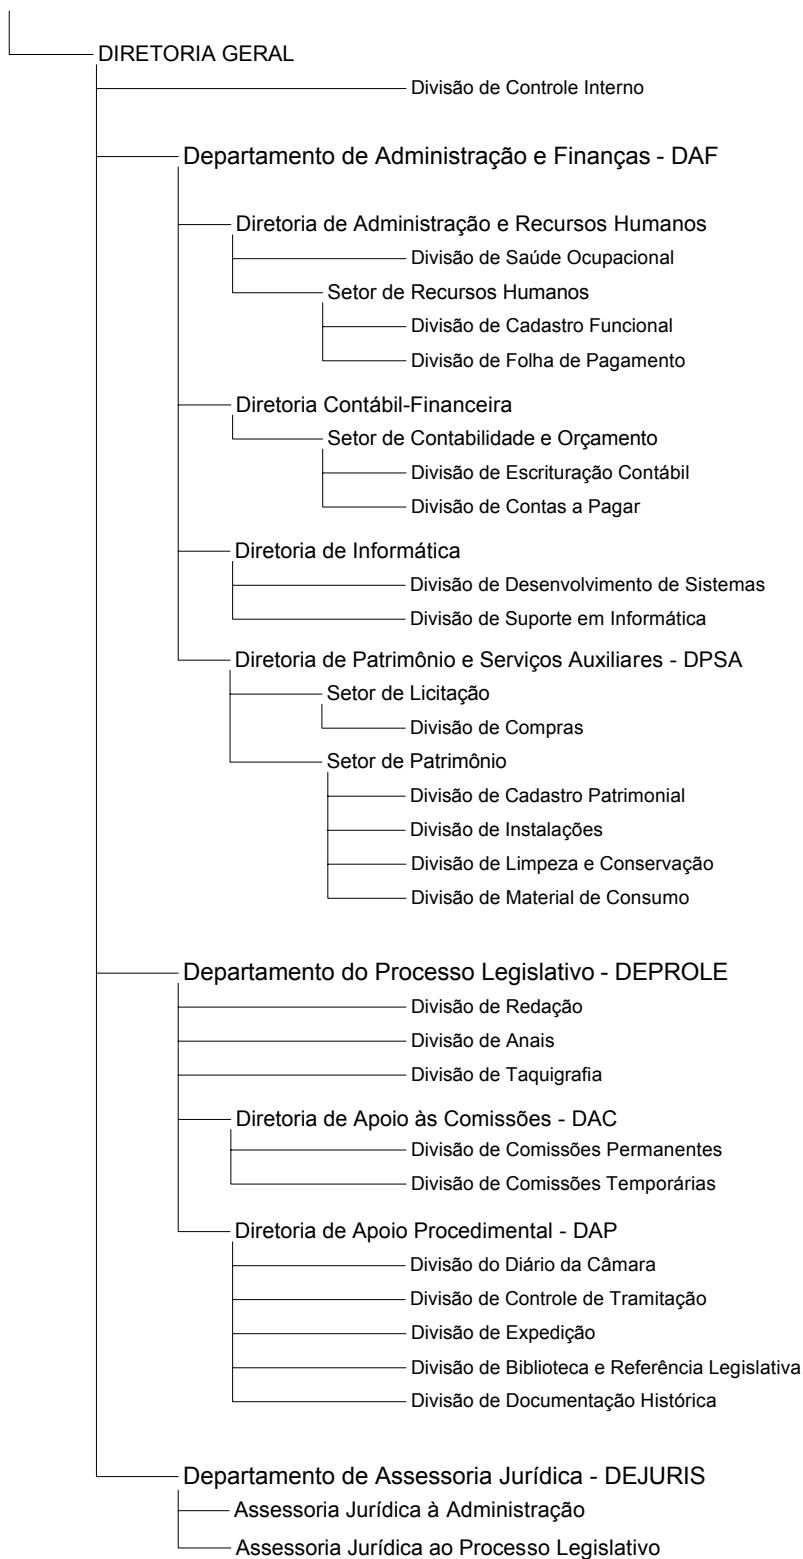 DIRETORIA GERAL
Divisão de Controle Interno
Departamento de Administração e Finanças - DAF
Diretoria de Administração e Recursos Humanos
Divisão de Saúde Ocupacional
Setor de Recursos Humanos
Divisão de Cadastro Funcional
Divisão de Folha de Pagamento
Diretoria Contábil-Financeira
Setor de Contabilidade e Orçamento
Divisão de Escrituração Contábil
Divisão de Contas a Pagar
Diretoria de Informática
Divisão de Desenvolvimento de Sistemas
Divisão de Suporte em Informática
Diretoria de Patrimônio e Serviços Auxiliares - DPSA
Setor de Licitação
Divisão de Compras
Setor de Patrimônio
Divisão de Cadastro Patrimonial
Divisão de Instalações
Divisão de Limpeza e Conservação
Divisão de Material de Consumo
Departamento do Processo Legislativo - DEPROLE
Divisão de Redação
Divisão de Anais
Divisão de Taquigrafia
Diretoria de Apoio às Comissões - DAC
Divisão de Comissões Permanentes
Divisão de Comissões Temporárias
Diretoria de Apoio Procedimental - DAP
Divisão do Diário da Câmara
Divisão de Controle de Tramitação
Divisão de Expedição
Divisão de Biblioteca e Referência Legislativa
Divisão de Documentação Histórica
Departamento de Assessoria Jurídica - DEJURIS
Assessoria Jurídica à Administração
Assessoria Jurídica ao Processo Legislativo